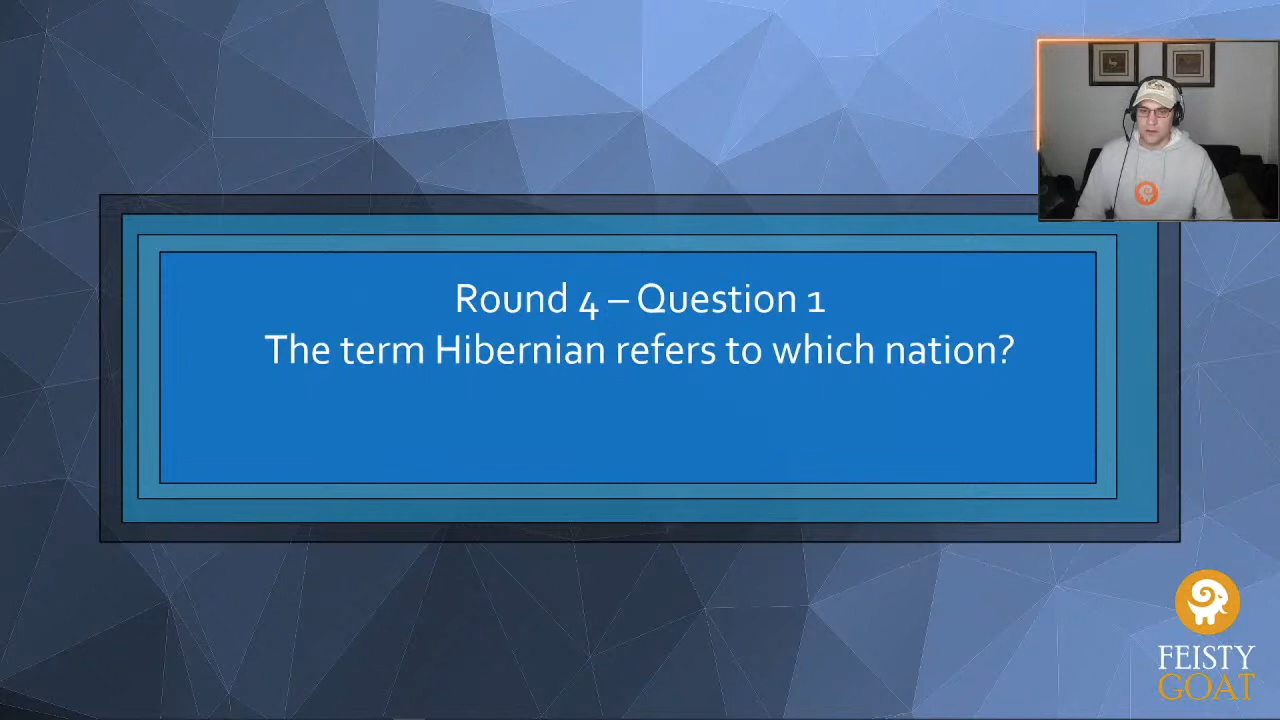 Round 4 – Question 1
The term Hibernian refers to which nation?
FEISTY
GOAT